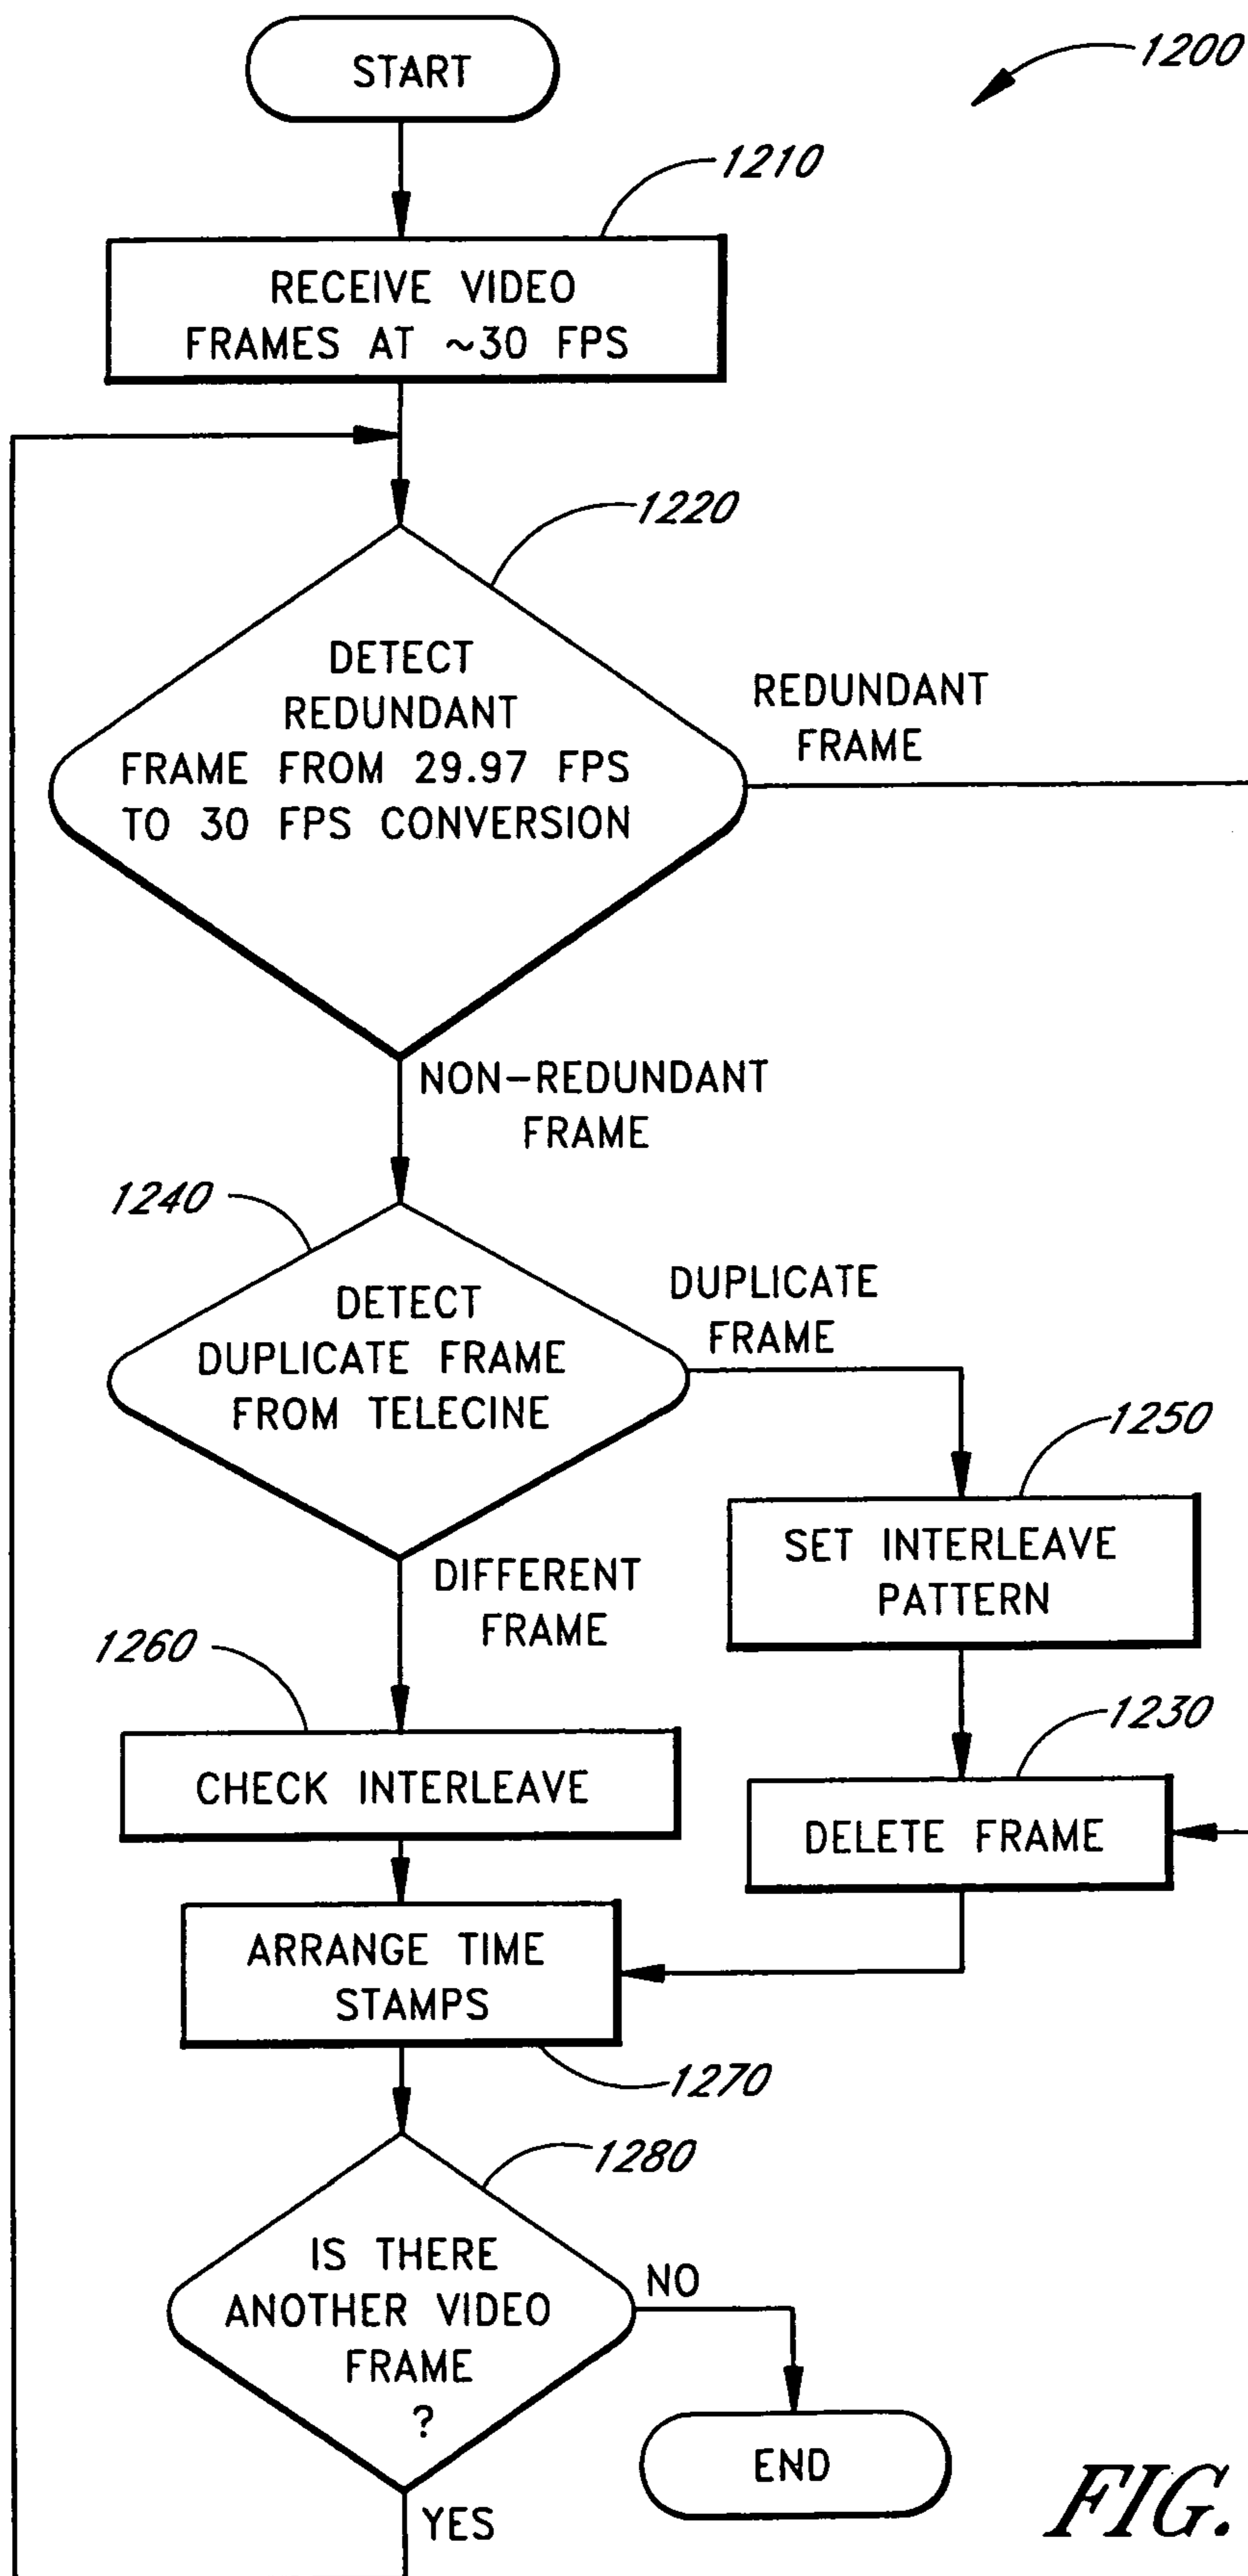 START
1200
1210
RECEIVE VIDEO
FRAMES AT ~30 FPS
1220
DETECT
REDUNDANT
FRAME FROM 29.97 FPS
TO 30 FPS CONVERSION
REDUNDANT
FRAME
NON-REDUNDANT
FRAME
1240
DETECT
DUPLICATE FRAME
FROM TELECINE
DUPLICATE
FRAME
1250
SET INTERLEAVE
PATTERN
DIFFERENT
FRAME
1260
CHECK INTERLEAVE
1230
DELETE FRAME
ARRANGE TIME
STAMPS
1270
1280
IS THERE
ANOTHER VIDEO
FRAME
?
NO
END
YES
FIG.